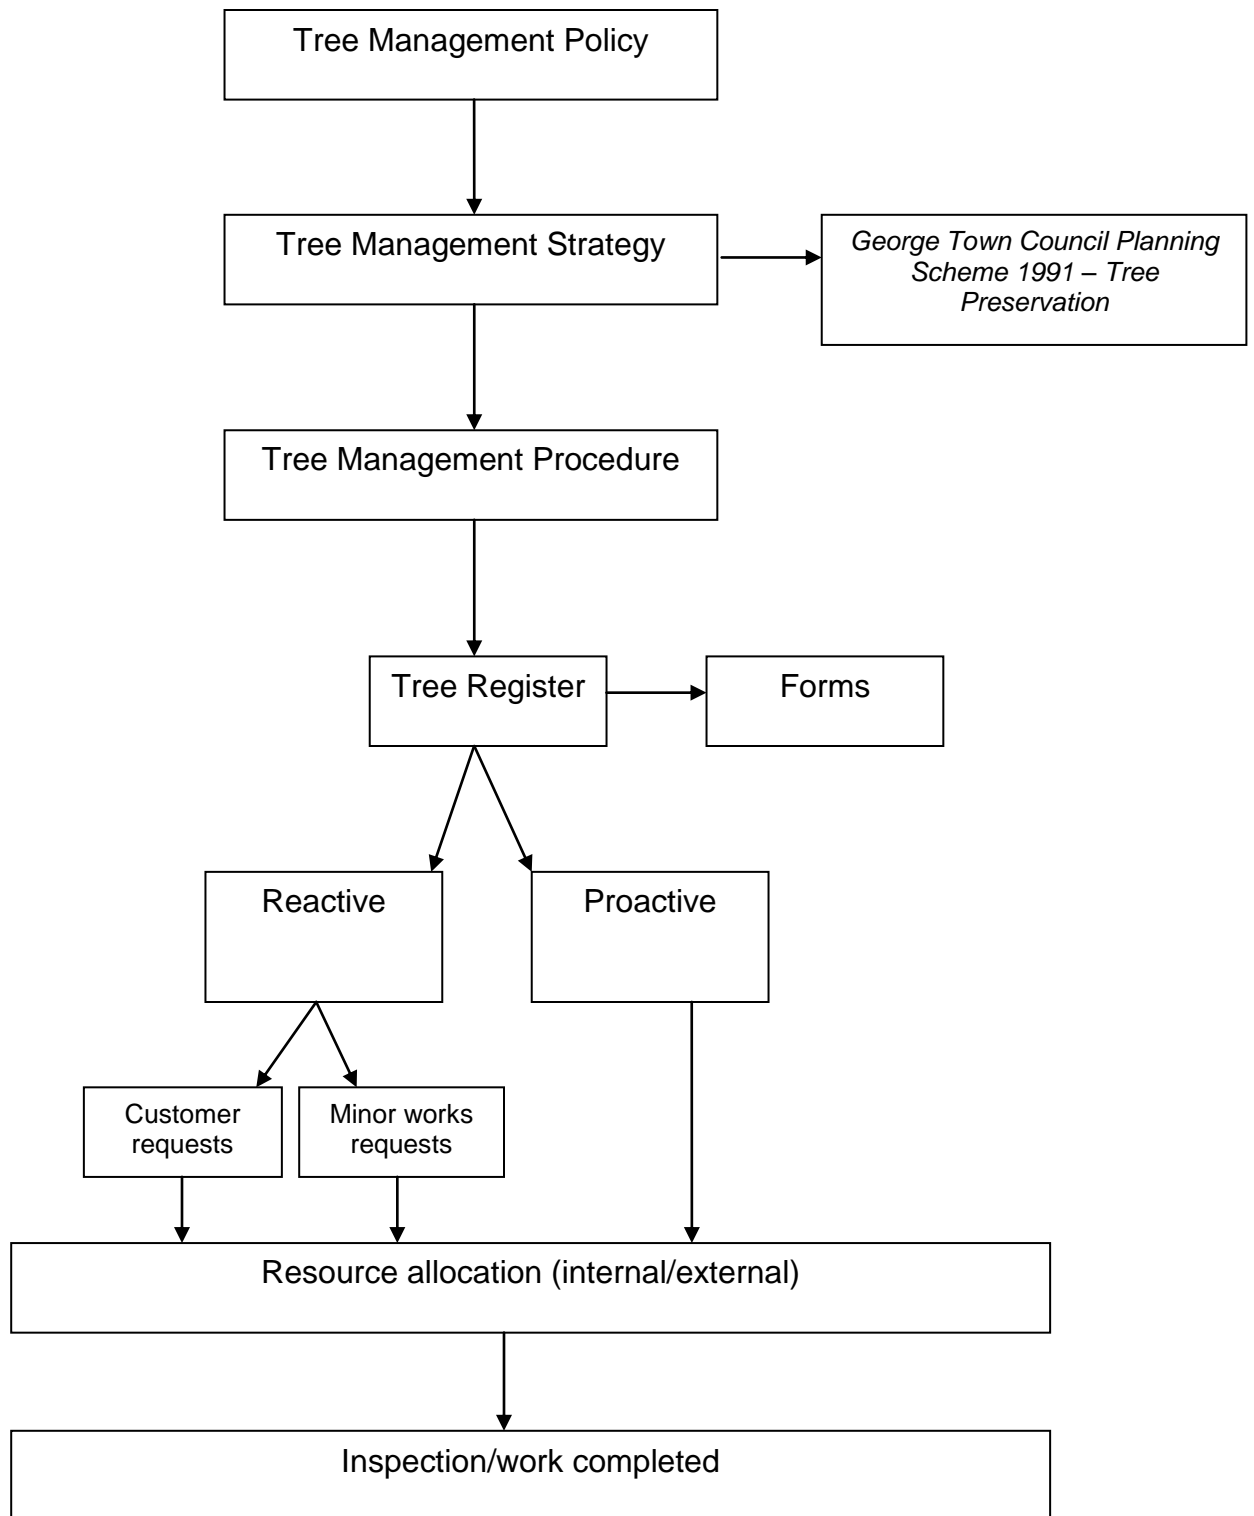 Tree Management Policy
Tree Management Strategy
George Town Council Planning
Scheme 1991 – Tree
Preservation
Tree Management Procedure
Tree Register
Forms
Reactive
Proactive
Customer
requests
Minor works
requests
Resource allocation (internal/external)
Inspection/work completed